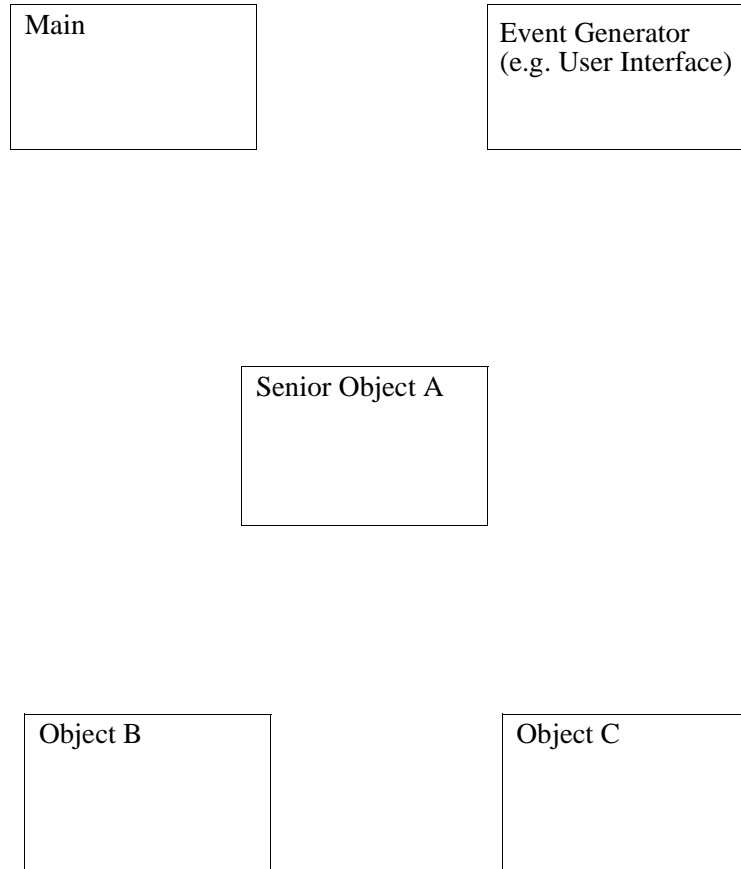 Main
Event Generator
(e.g. User Interface)
Senior Object A
Object B
Object C